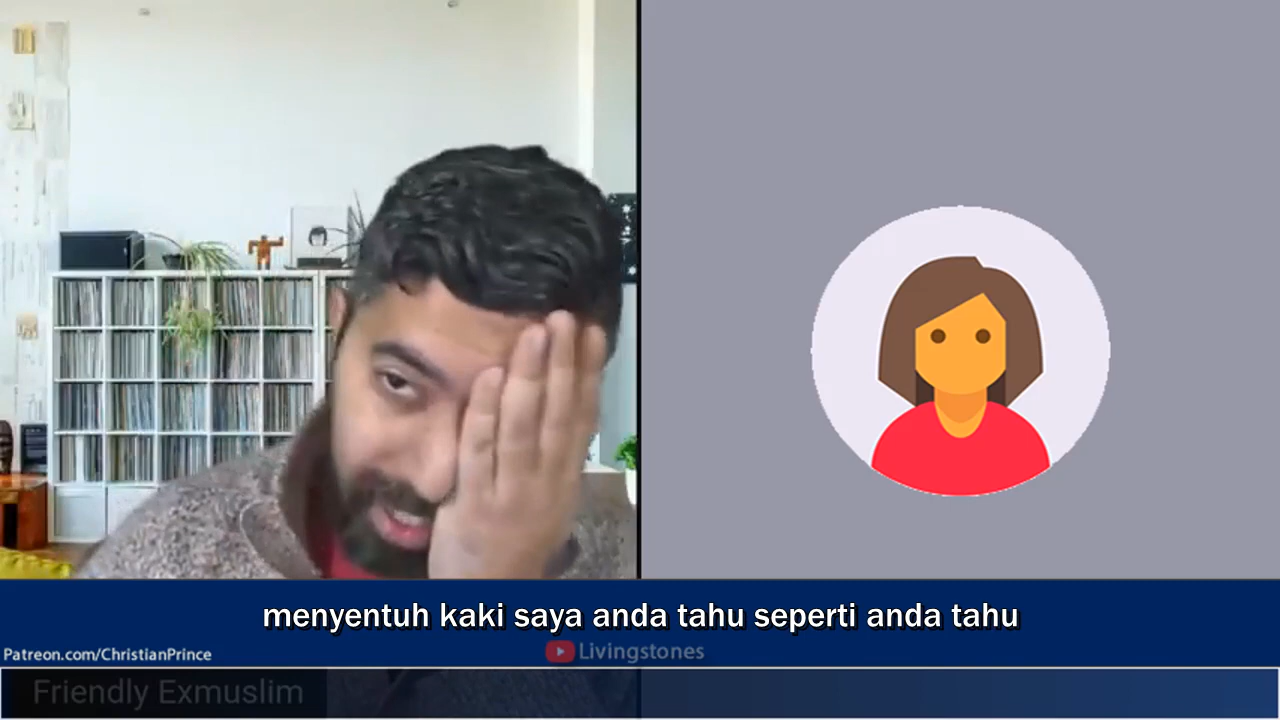 menyentuh kaki saya anda tahu seperti anda tahu
Patreon.com/ChristianPrince
Livingstones
Friendly Exmuslim